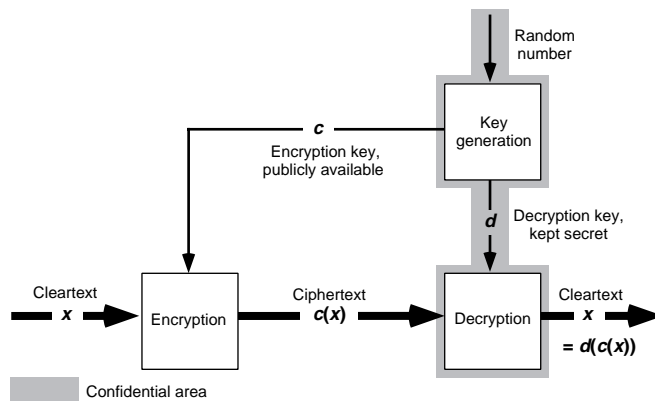 Random
number
Key
generation
c
Encryption key,
publicly available
d
Decryption key,
kept secret
Cleartext
x
Encryption
Ciphertext
c(x)
Decryption
Cleartext
x
= d(c(x))
Confidential area